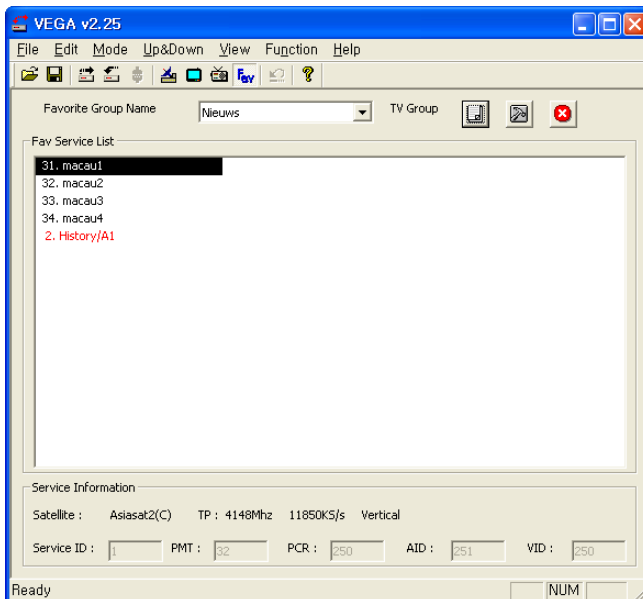 VEGA v2.25
File Edit Mode Up&Down View Function Help
Fav
Favorite Group Name Nieuws TV Group
Fav Service List
31. macau1
32. macau2
33. macau3
34. macau4
2. History/A1
Service Information
Satellite : Asiasat2(C) TP : 4148Mhz 11850KS/s Vertical
Service ID : 1 PMT : 32 PCR : 250 AID : 251 VID : 250
Ready NUM